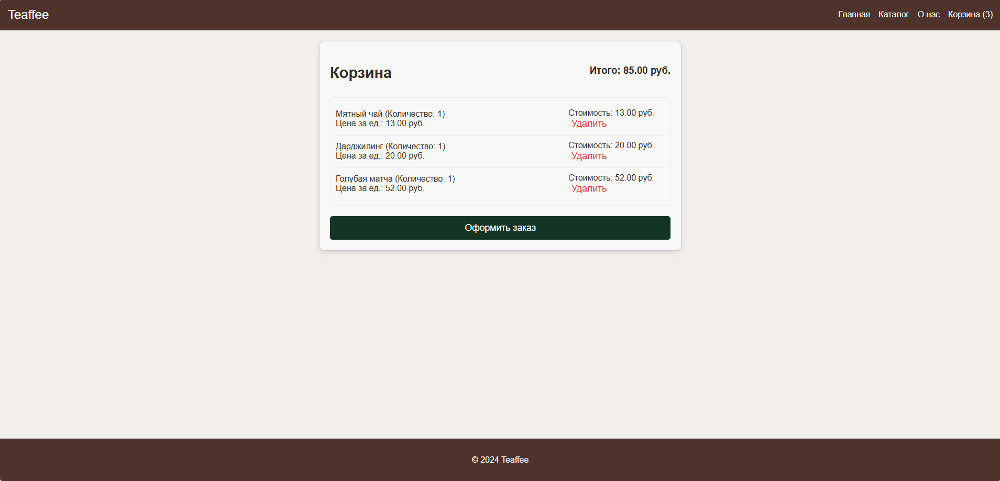 Teaffee
Главная Каталог О нас Корзина (3)
Корзина
Итого: 85.00 руб.
Мятный чай (Количество: 1)
Цена за ед.: 13.00 руб.
Стоимость: 13.00 руб.
Удалить
Дарджилинг (Количество: 1)
Цена за ед.: 20.00 руб.
Стоимость: 20.00 руб.
Удалить
Голубая матча (Количество: 1)
Цена за ед.: 52.00 руб.
Стоимость: 52.00 руб.
Удалить
Оформить заказ
© 2024 Teaffee